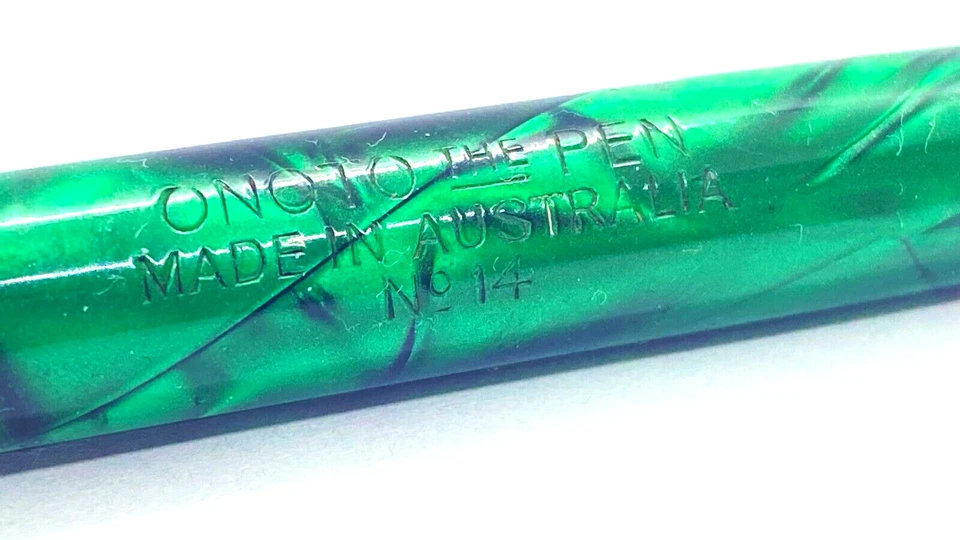 ONOTO THE PEN
MADE IN AUSTRALIA
Nº 14